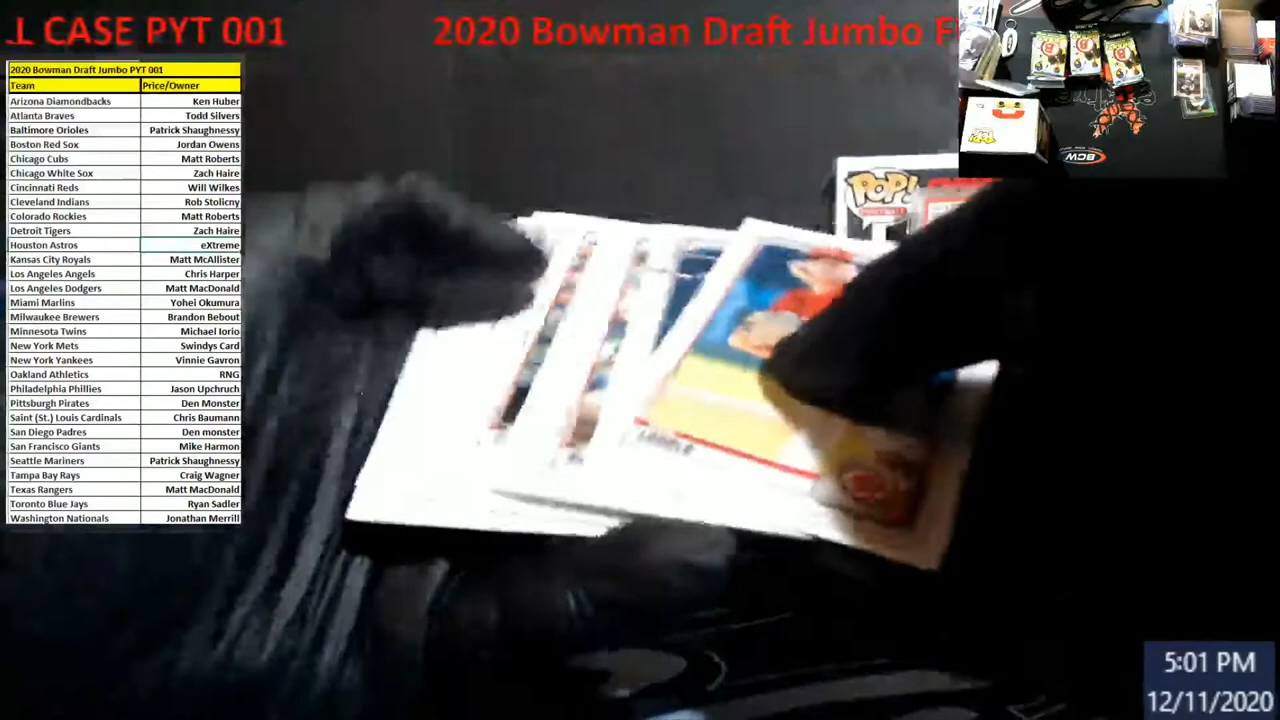 L CASE PYT 001
2020 Bowman Draft Jumbo F
2020 Bowman Draft Jumbo PYT 001
Team Price/Owner
Arizona Diamondbacks Ken Huber
Atlanta Braves Todd Silvers
Baltimore Orioles Patrick Shaughnessy
Boston Red Sox Jordan Owens
Chicago Cubs Matt Roberts
Chicago White Sox Zach Haire
Cincinnati Reds Will Wilkes
Cleveland Indians Rob Stolicny
Colorado Rockies Matt Roberts
Detroit Tigers Zach Haire
Houston Astros eXtreme
Kansas City Royals Matt McAllister
Los Angeles Angels Chris Harper
Los Angeles Dodgers Matt MacDonald
Miami Marlins Yohei Okumura
Milwaukee Brewers Brandon Bebout
Minnesota Twins Michael Iorio
New York Mets Swindys Card
New York Yankees Vinnie Gavron
Oakland Athletics RNG
Philadelphia Phillies Jason Upchruch
Pittsburgh Pirates Den Monster
Saint (St.) Louis Cardinals Chris Baumann
San Diego Padres Den monster
San Francisco Giants Mike Harmon
Seattle Mariners Patrick Shaughnessy
Tampa Bay Rays Craig Wagner
Texas Rangers Matt MacDonald
Toronto Blue Jays Ryan Sadler
Washington Nationals Jonathan Merrill
POP!
BCW
5:01 PM
12/11/2020